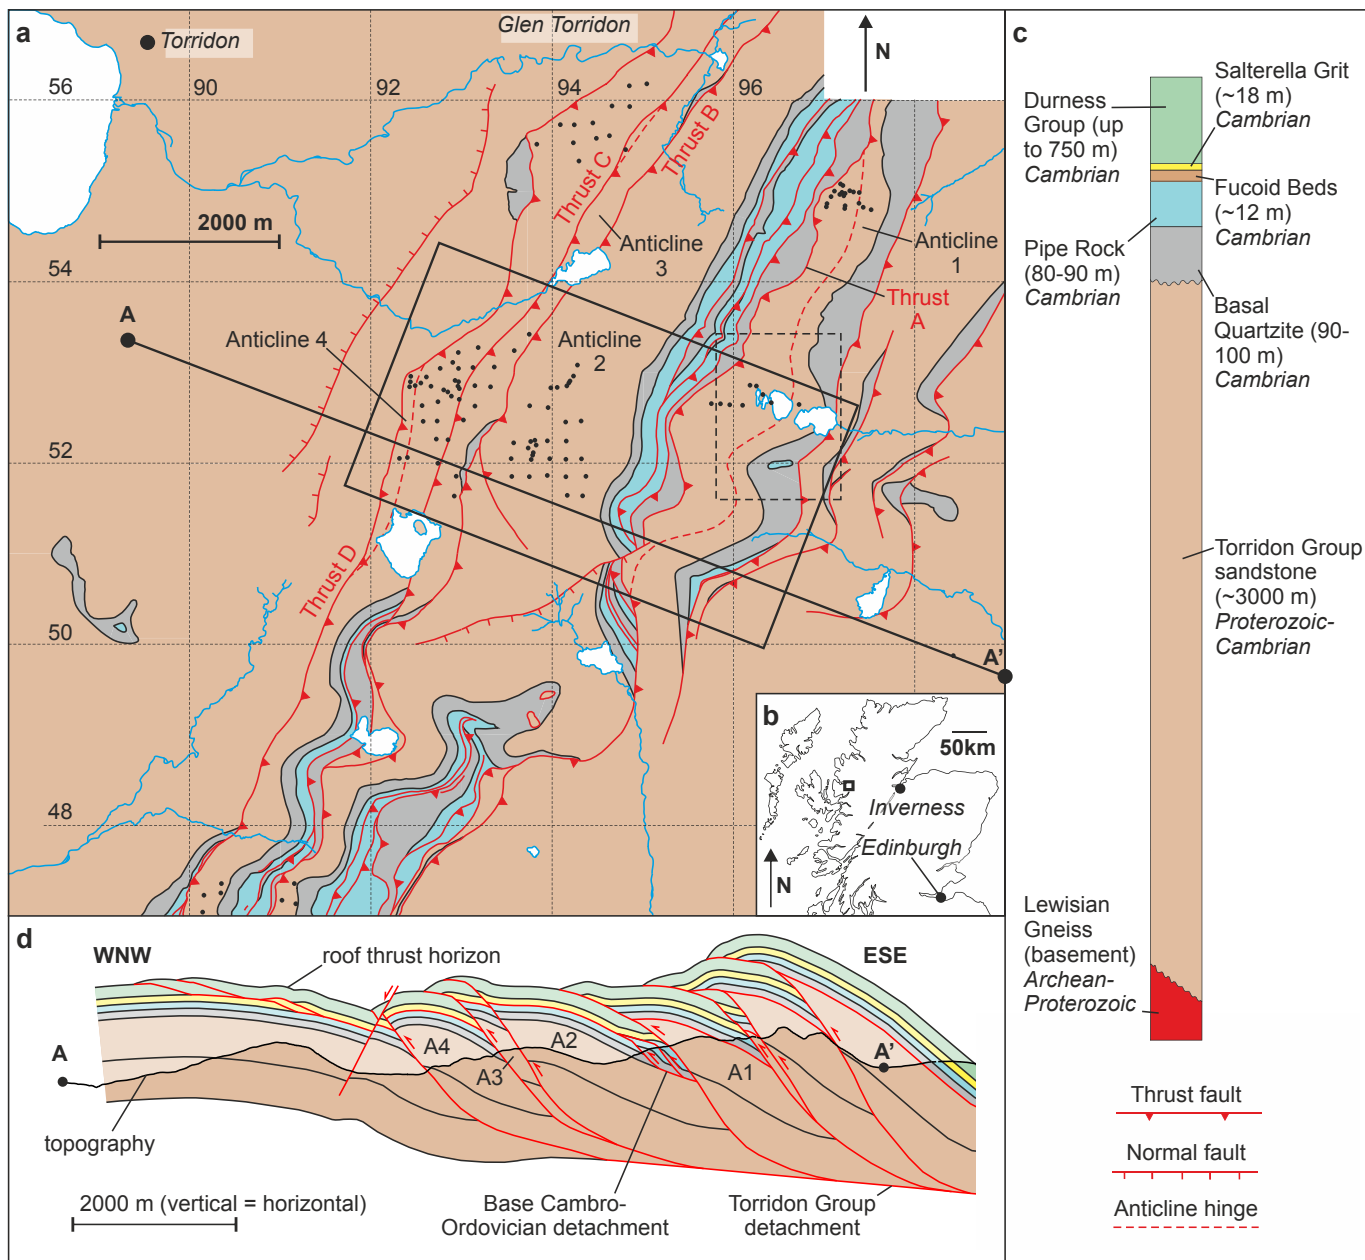 a
Torridon
Glen Torridon
N
56
90
92
94
96
Thrust C
Thrust B
2000 m
Anticline
3
Anticline
1
54
Thrust
A
A
Anticline 4
Anticline
2
52
Thrust D
50
A'
48
b
50km
Inverness
Edinburgh
N
c
Durness
Group (up
to 750 m)
Cambrian
Salterella Grit
(~18 m)
Cambrian
Fucoid Beds
(~12 m)
Cambrian
Pipe Rock
(80-90 m)
Cambrian
Basal
Quartzite (90-
100 m)
Cambrian
Torridon Group
sandstone
(~3000 m)
Proterozoic-
Cambrian
Lewisian
Gneiss
(basement)
Archean-
Proterozoic
Thrust fault
Normal fault
Anticline hinge
d
WNW
roof thrust horizon
ESE
A
A4
A3
A2
A1
A'
topography
2000 m (vertical = horizontal)
Base Cambro-
Ordovician detachment
Torridon Group
detachment